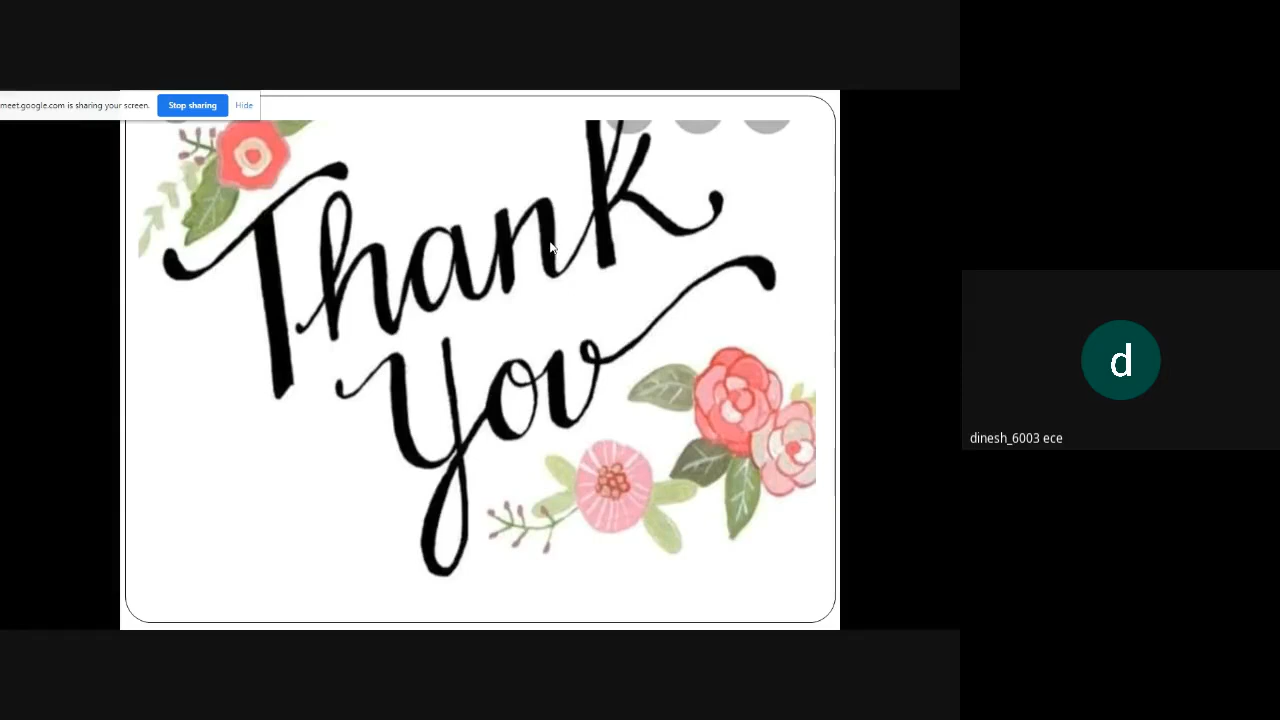 meet.google.com is sharing your screen. Stop sharing Hide
Thank
You
d
dinesh_6003 ece